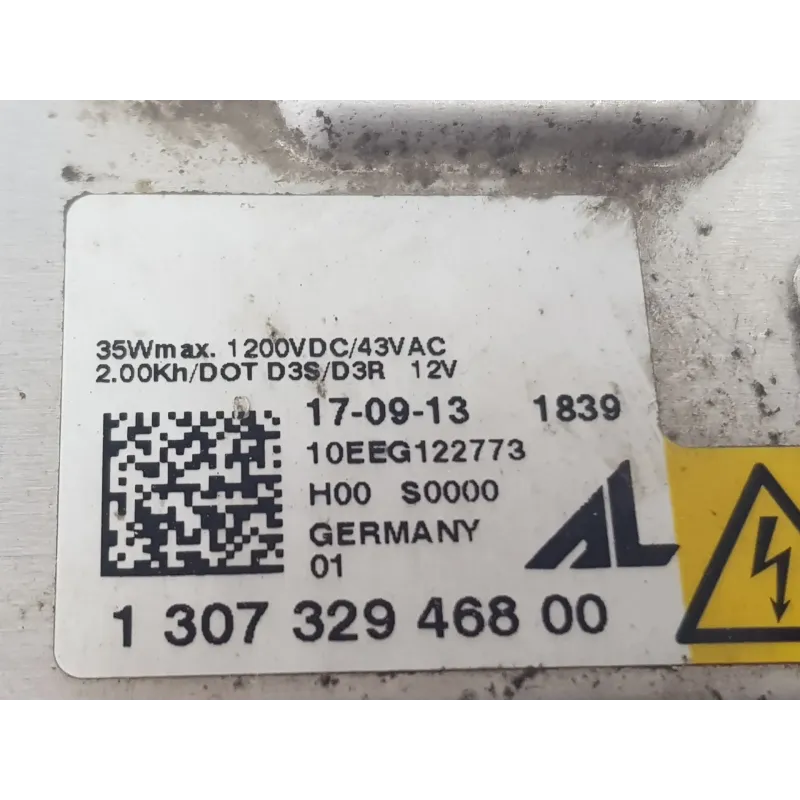 35Wmax. 1200VDC/43VAC
2.00Kh/DOT D3S/D3R 12V
17-09-13 1839
10EEG122773
H00 S0000
GERMANY
01
AL
1 307 329 468 00